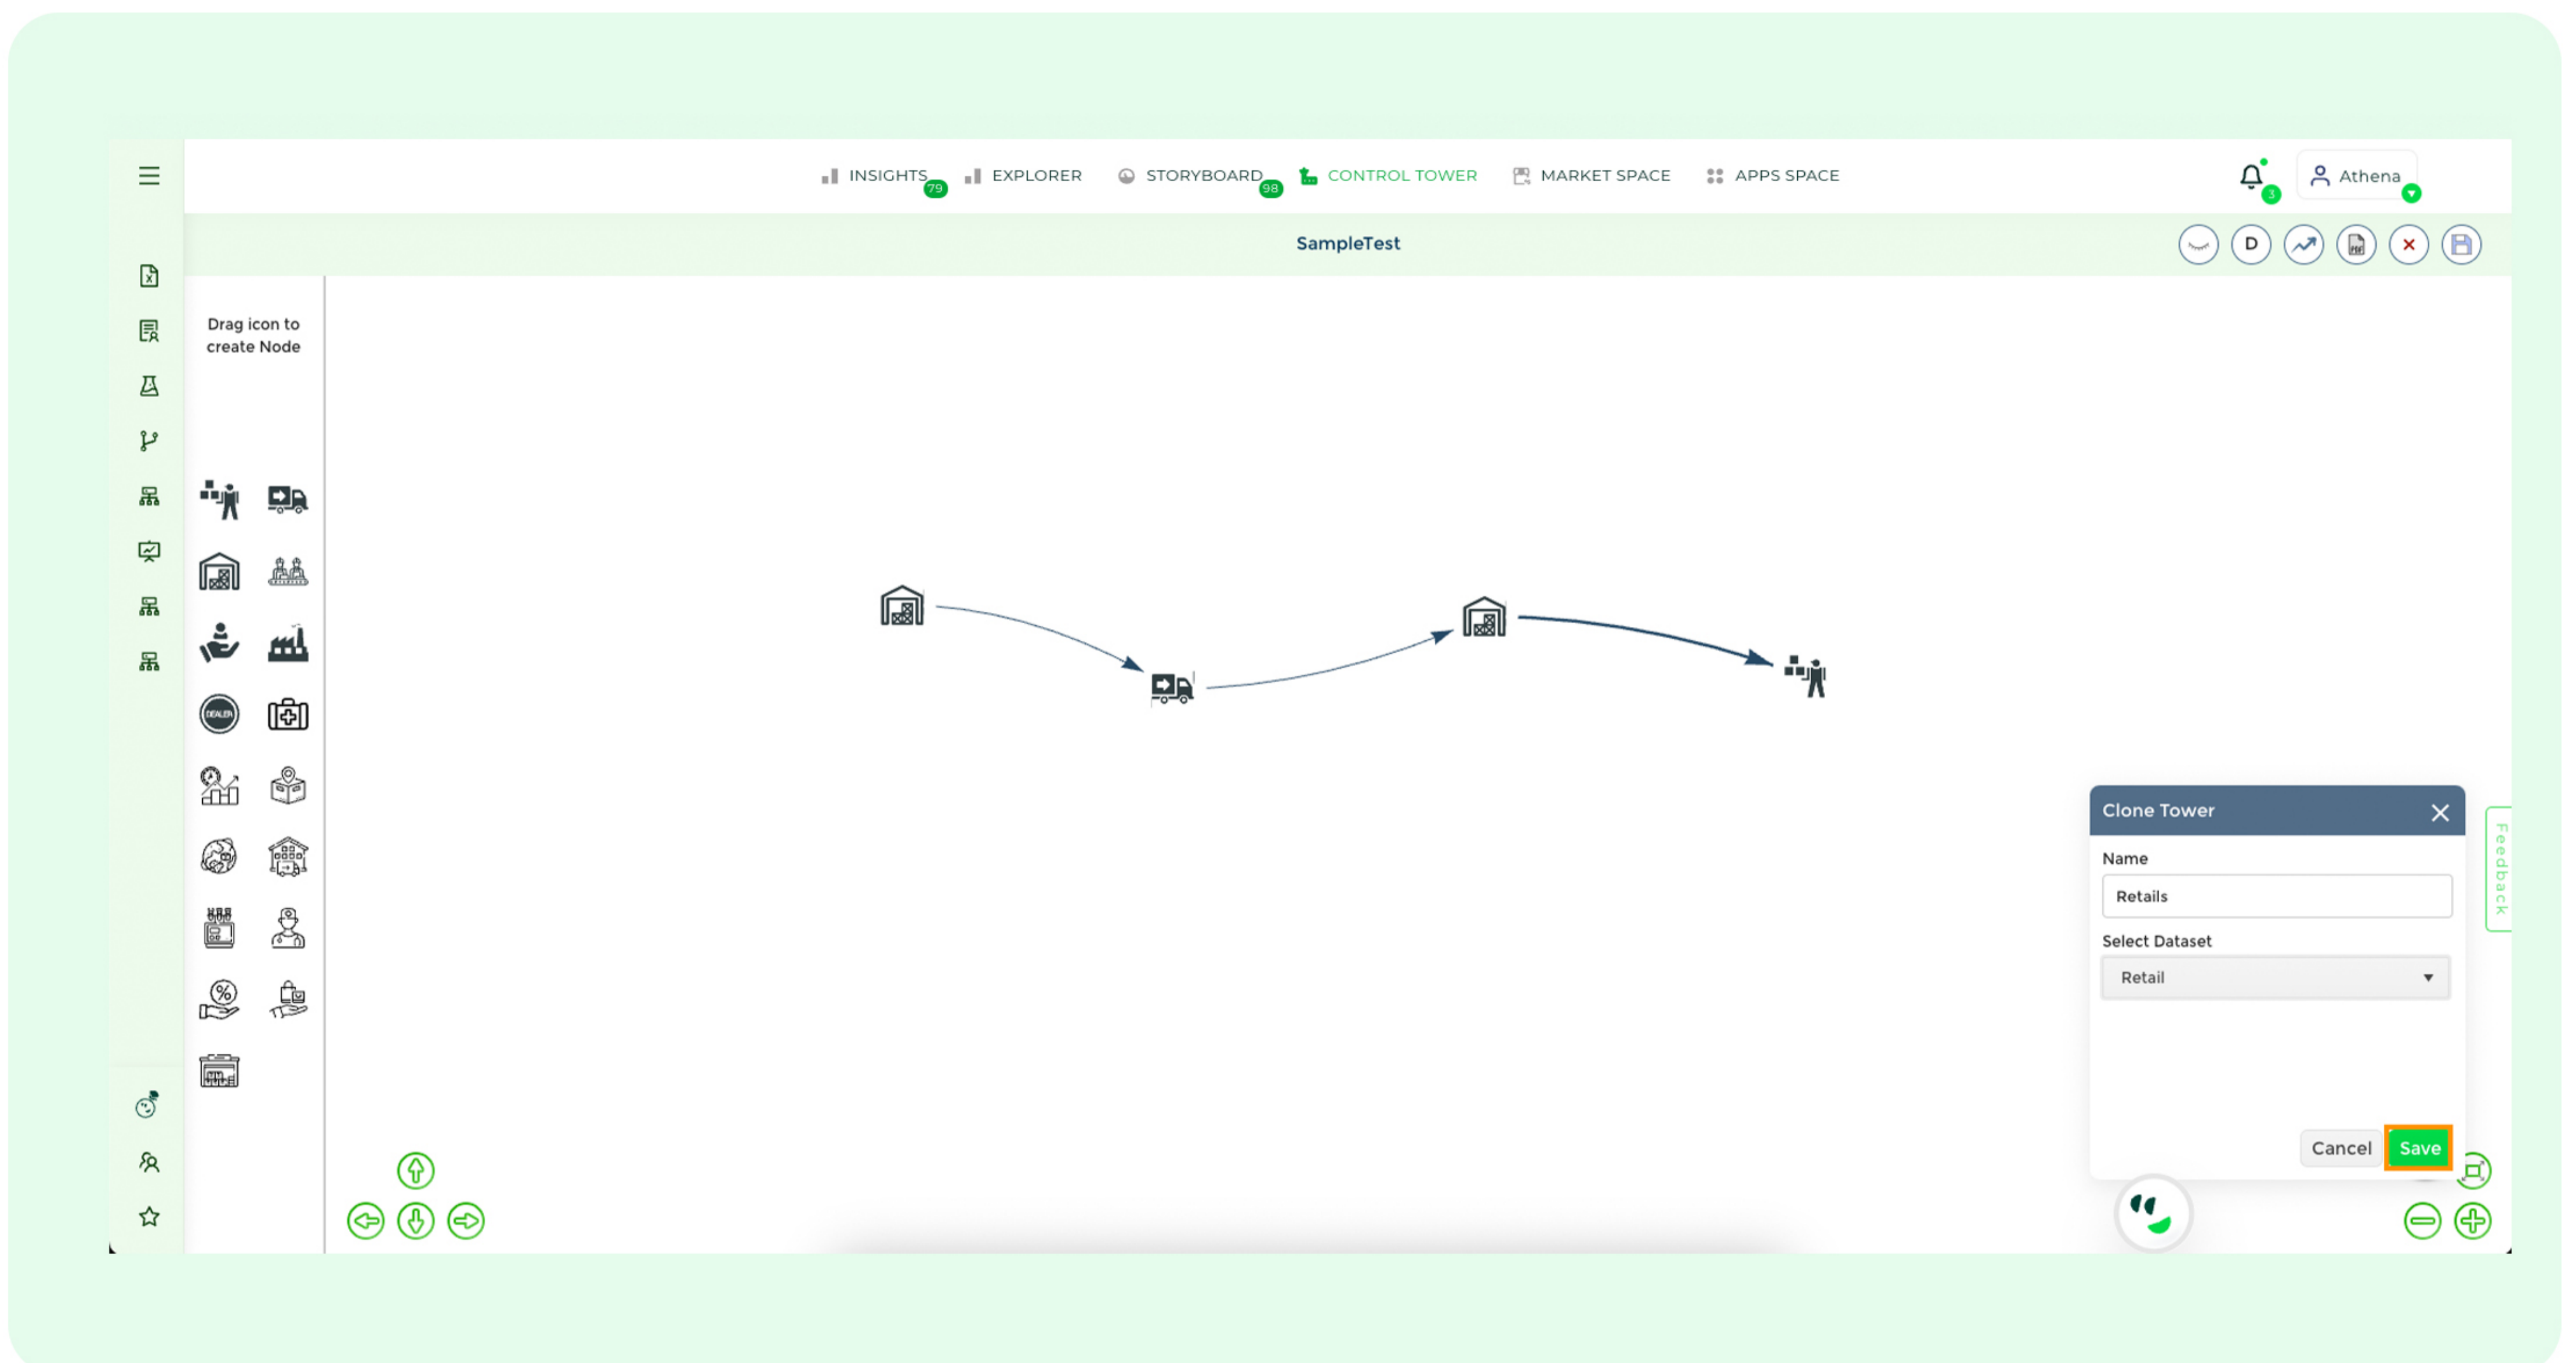 INSIGHTS 79 EXPLORER STORYBOARD 98 CONTROL TOWER MARKET SPACE APPS SPACE 3 Athena
SampleTest D PDF
Drag icon to
create Node
DEALER
Clone Tower
Name
Retails
Select Dataset
Retail
Cancel Save
Feedback